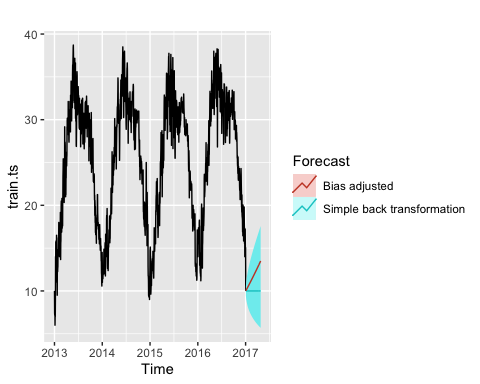 40
30
20
10
train.ts
2013 2014 2015 2016 2017
Time
Forecast
Bias adjusted
Simple back transformation